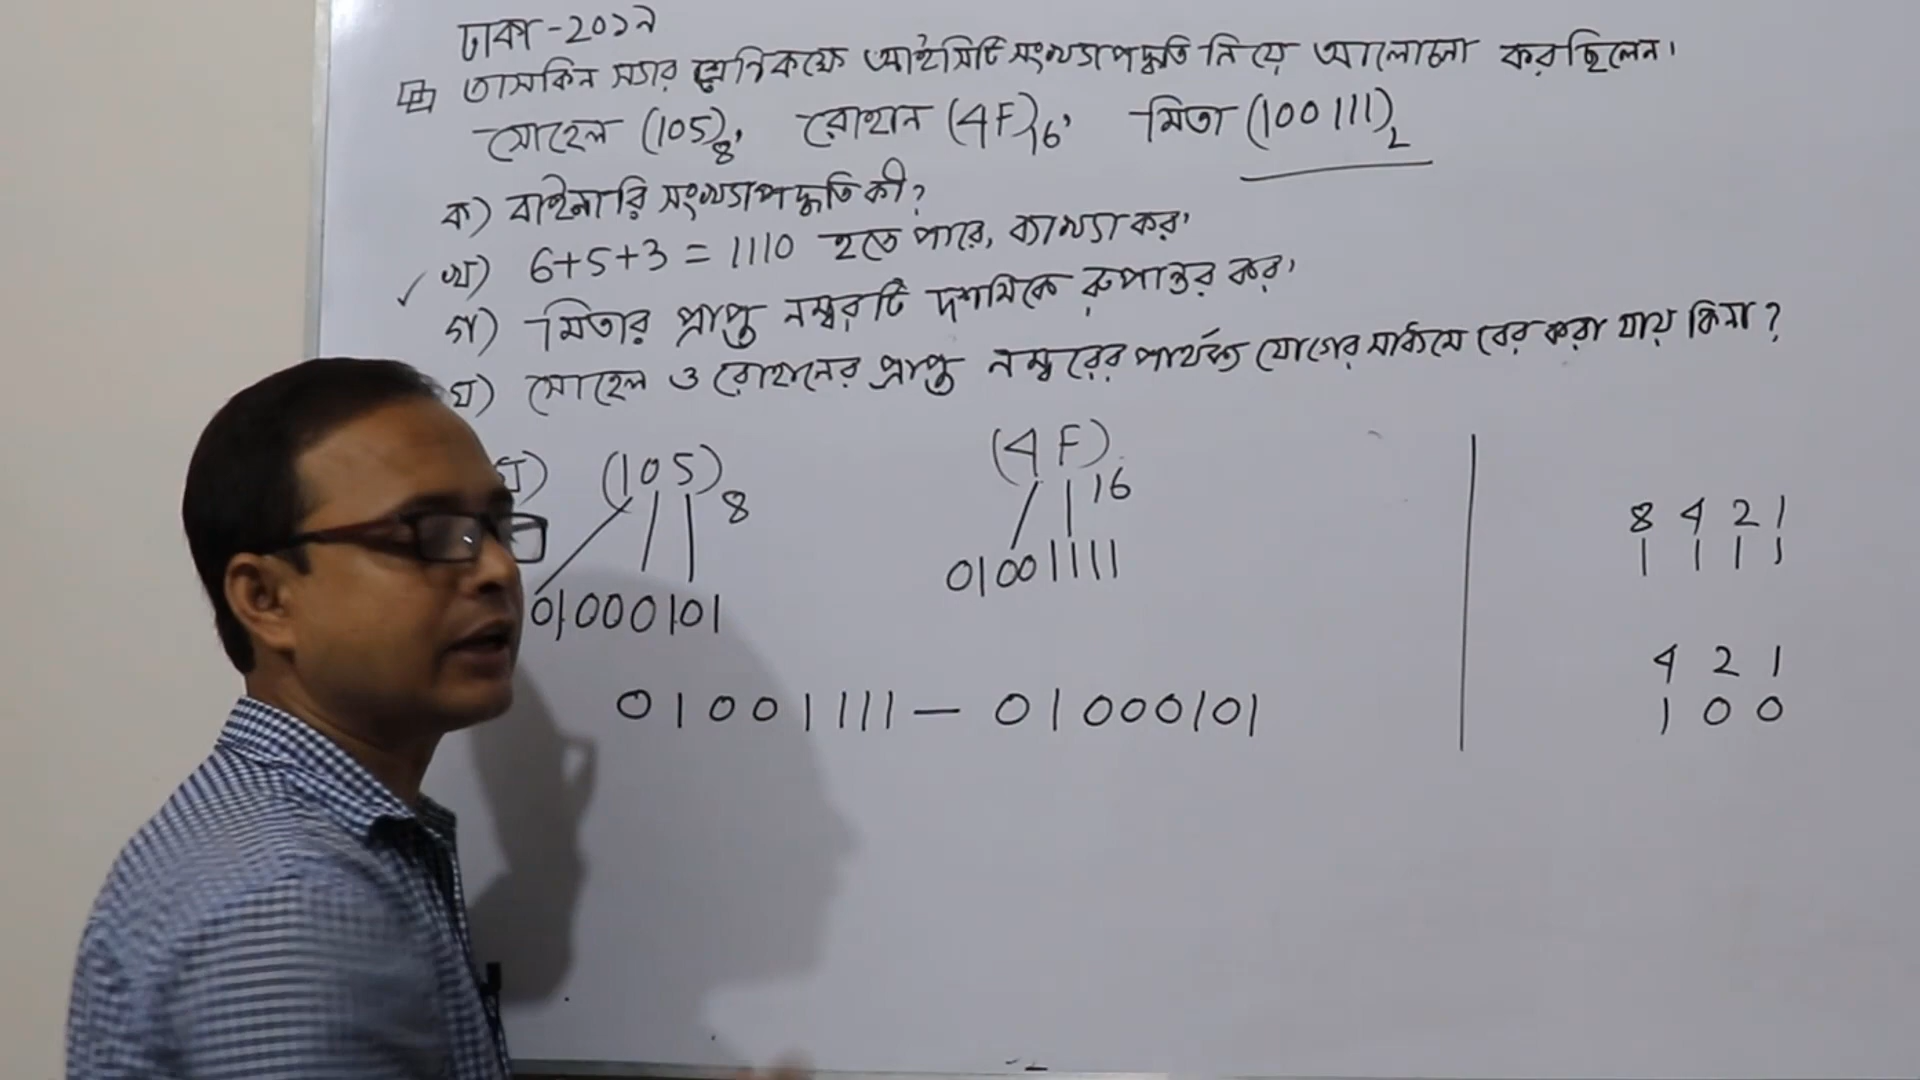 ঢাকা - ২০১৭
তাসকিন স্যার শ্রেণিকক্ষে আইসিটি সংখ্যাপদ্ধতি নিয়ে আলোচনা করছিলেন।
সোহেল (105)8, রোহান (4F)16, মিতা (100111)2
ক) বাইনারি সংখ্যাপদ্ধতি কী?
✓ খ) 6+5+3 = 1110 হতে পারে, ব্যাখ্যা কর।
গ) মিতার প্রাপ্ত নম্বরটি দশমিকে রুপান্তর কর।
ঘ) সোহেল ও রোহানের প্রাপ্ত নম্বরের পার্থক্য যোগের মাধ্যমে বের করা যায় কিনা?
ঘ) (105)8 (4F)16
01000101 01001111
01001111 — 01000101
8 4 2 1
1 1 1 1
4 2 1
1 0 0